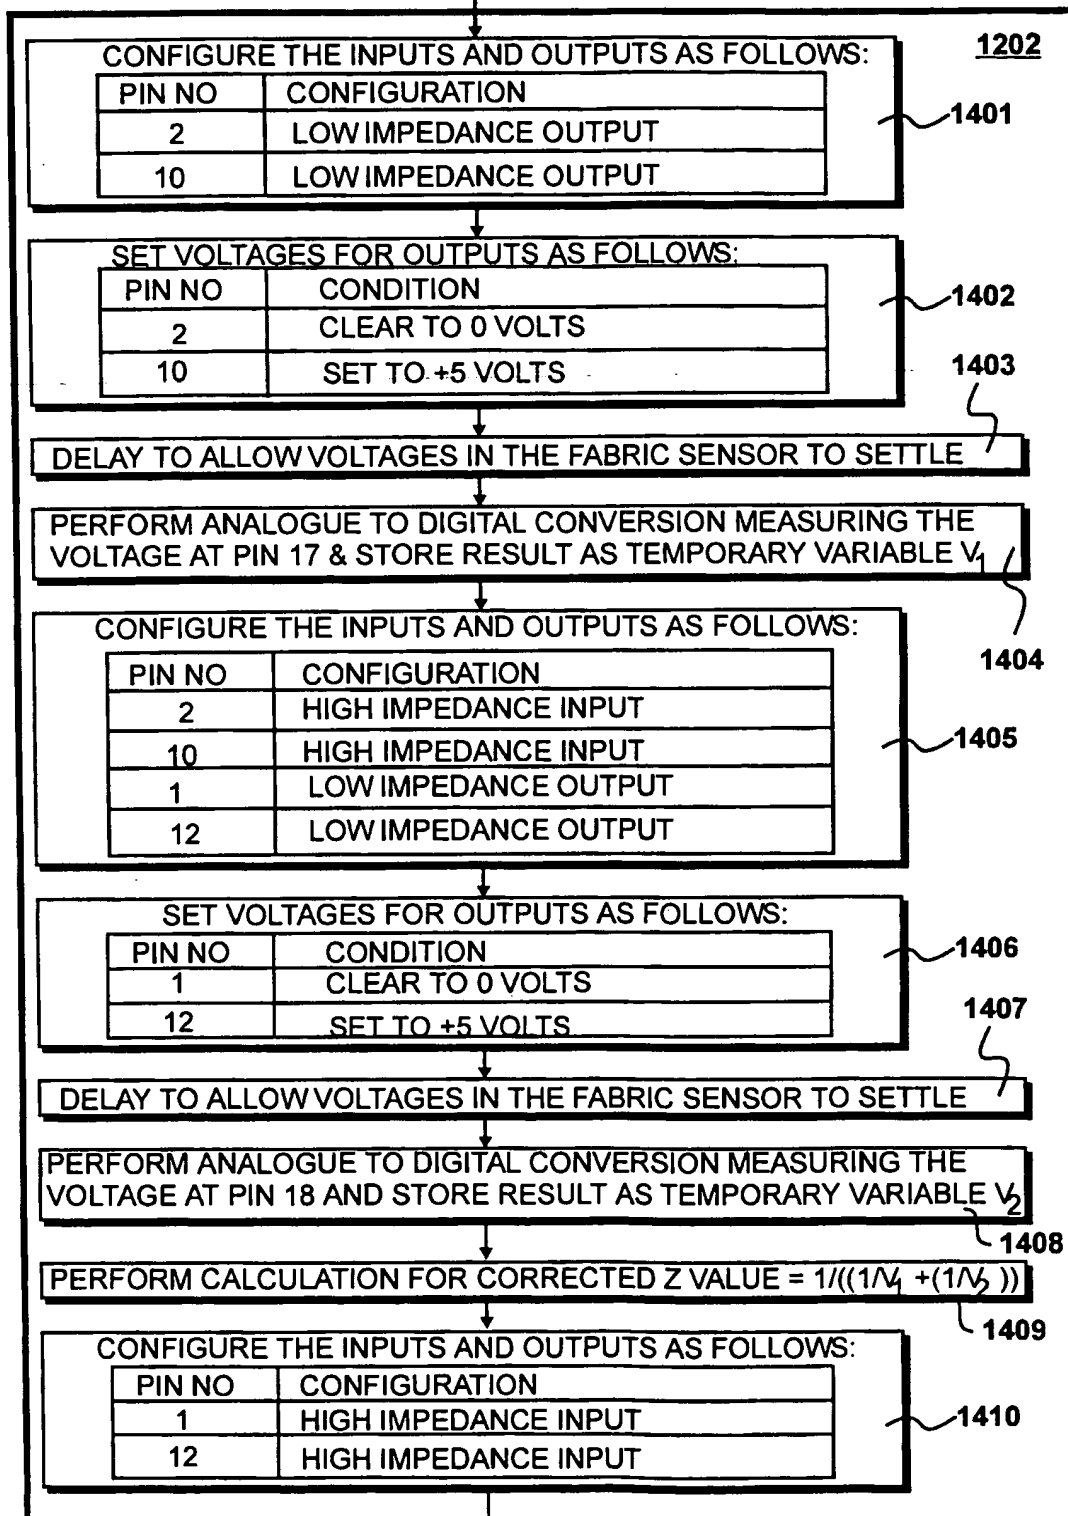 1202
CONFIGURE THE INPUTS AND OUTPUTS AS FOLLOWS:
PIN NO CONFIGURATION
2 LOW IMPEDANCE OUTPUT
10 LOW IMPEDANCE OUTPUT
1401
SET VOLTAGES FOR OUTPUTS AS FOLLOWS:
PIN NO CONDITION
2 CLEAR TO 0 VOLTS
10 SET TO +5 VOLTS
1402
1403
DELAY TO ALLOW VOLTAGES IN THE FABRIC SENSOR TO SETTLE
PERFORM ANALOGUE TO DIGITAL CONVERSION MEASURING THE
VOLTAGE AT PIN 17 & STORE RESULT AS TEMPORARY VARIABLE V1
1404
CONFIGURE THE INPUTS AND OUTPUTS AS FOLLOWS:
PIN NO CONFIGURATION
2 HIGH IMPEDANCE INPUT
10 HIGH IMPEDANCE INPUT
1 LOW IMPEDANCE OUTPUT
12 LOW IMPEDANCE OUTPUT
1405
SET VOLTAGES FOR OUTPUTS AS FOLLOWS:
PIN NO CONDITION
1 CLEAR TO 0 VOLTS
12 SET TO +5 VOLTS
1406
1407
DELAY TO ALLOW VOLTAGES IN THE FABRIC SENSOR TO SETTLE
PERFORM ANALOGUE TO DIGITAL CONVERSION MEASURING THE
VOLTAGE AT PIN 18 AND STORE RESULT AS TEMPORARY VARIABLE V2
1408
PERFORM CALCULATION FOR CORRECTED Z VALUE = 1/((1/V1 +(1/V2 ))
1409
CONFIGURE THE INPUTS AND OUTPUTS AS FOLLOWS:
PIN NO CONFIGURATION
1 HIGH IMPEDANCE INPUT
12 HIGH IMPEDANCE INPUT
1410